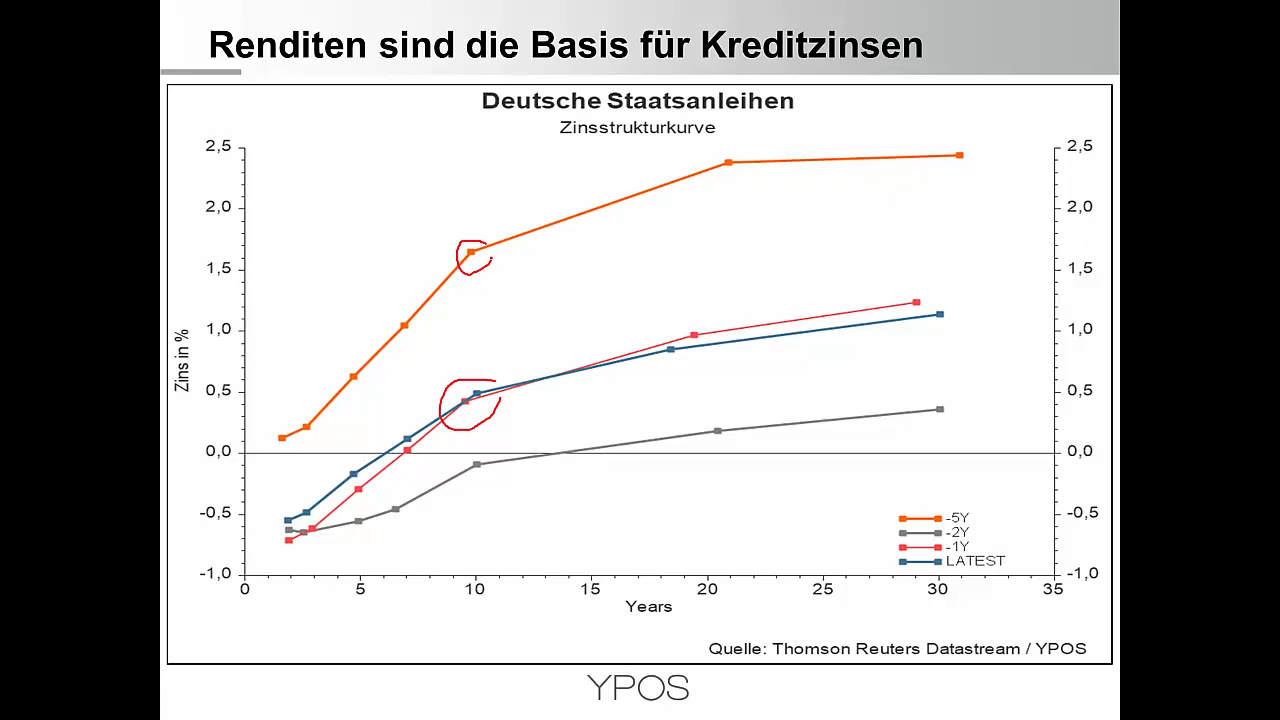 Renditen sind die Basis für Kreditzinsen
Deutsche Staatsanleihen
Zinsstrukturkurve
2,5 2,5
2,0 2,0
1,5 1,5
1,0 1,0
Zins in %
0,5 0,5
0,0 0,0
-0,5 -0,5
-5Y
-2Y
-1Y
LATEST
-1,0 -1,0
0 5 10 15 20 25 30 35
Years
Quelle: Thomson Reuters Datastream / YPOS
YPOS